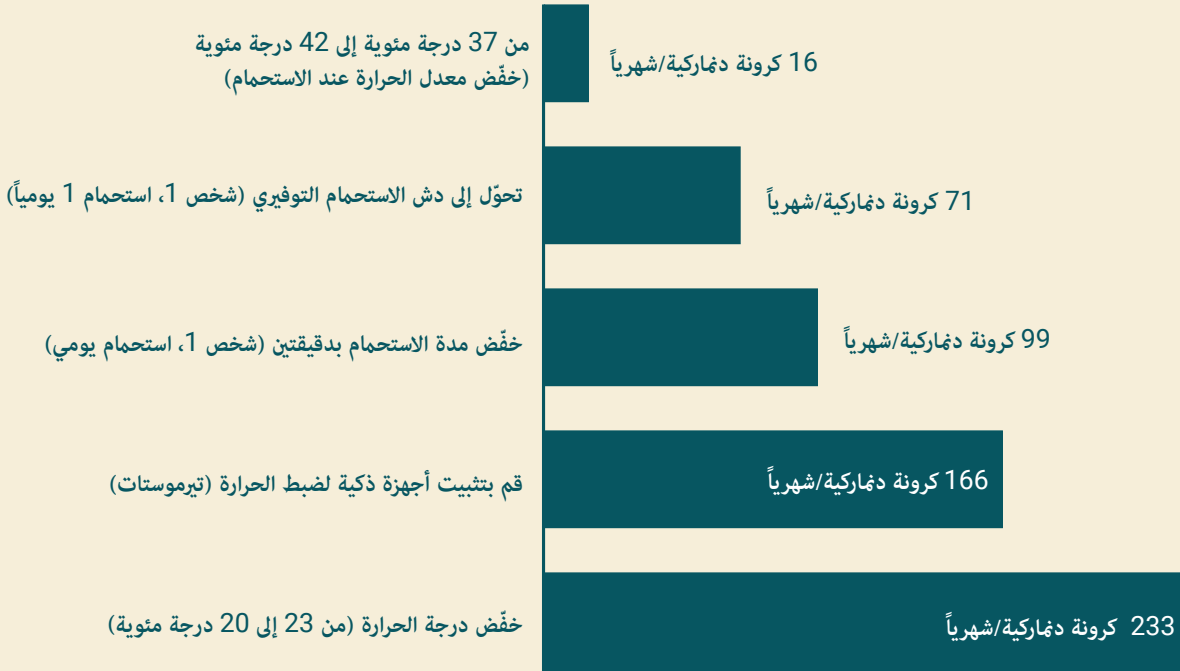 من 37 درجة مئوية إلى 42 درجة مئوية
(خفّض معدل الحرارة عند الاستحمام)
16 كرونة دنماركية/شهرياً
تحوّل إلى دش الاستحمام التوفيري (شخص 1، استحمام 1 يومياً)
71 كرونة دنماركية/شهرياً
خفّض مدة الاستحمام بدقيقتين (شخص 1، استحمام يومي)
99 كرونة دنماركية/شهرياً
قم بتثبيت أجهزة ذكية لضبط الحرارة (تيرموستات)
166 كرونة دنماركية/شهرياً
خفّض درجة الحرارة (من 23 إلى 20 درجة مئوية)
233 كرونة دنماركية/شهرياً